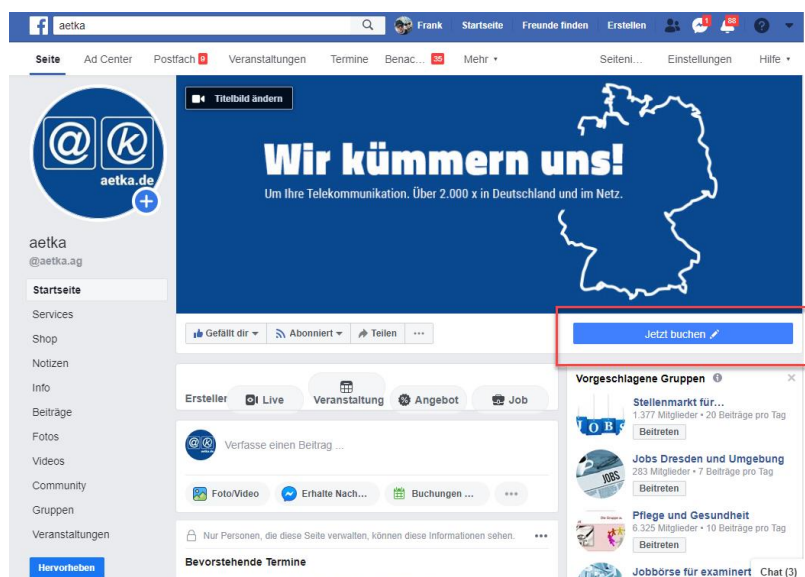 aetka
Frank Startseite Freunde finden Erstellen 1 88
Seite Ad Center Postfach 9 Veranstaltungen Termine Benac... 35 Mehr Seiteni... Einstellungen Hilfe
Titelbild ändern
@ k
aetka.de
Wir kümmern uns!
Um Ihre Telekommunikation. Über 2.000 x in Deutschland und im Netz.
aetka
@aetka.ag
Startseite
Services
Shop
Notizen
Info
Beiträge
Fotos
Videos
Community
Gruppen
Veranstaltungen
Hervorheben
Gefällt dir Abonniert Teilen ...
Jetzt buchen
Ersteller Live Veranstaltung Angebot Job
Verfasse einen Beitrag ...
Foto/Video Erhalte Nach... Buchungen ... ...
Nur Personen, die diese Seite verwalten, können diese Informationen sehen. ...
Bevorstehende Termine
Vorgeschlagene Gruppen
Stellenmarkt für...
1.377 Mitglieder • 20 Beiträge pro Tag
Beitreten
JOBS
Jobs Dresden und Umgebung
283 Mitglieder • 7 Beiträge pro Tag
Beitreten
JOBS
Pflege und Gesundheit
6.325 Mitglieder • 10 Beiträge pro Tag
Beitreten
Jobbörse für examinert
Chat (3)